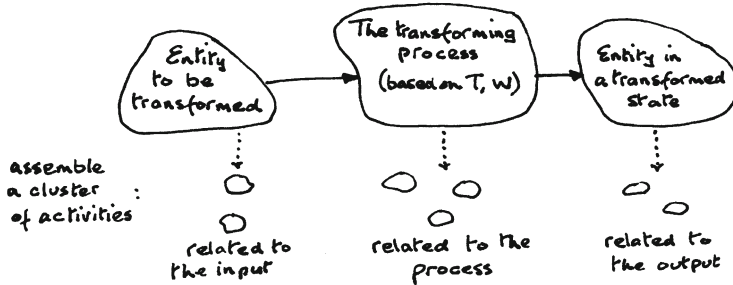 Entity
to be
transformed
The transforming
process
(based on T, W)
Entity in
a transformed
state
assemble
a cluster :
of activities
related to
the input
related to the
process
related to
the output